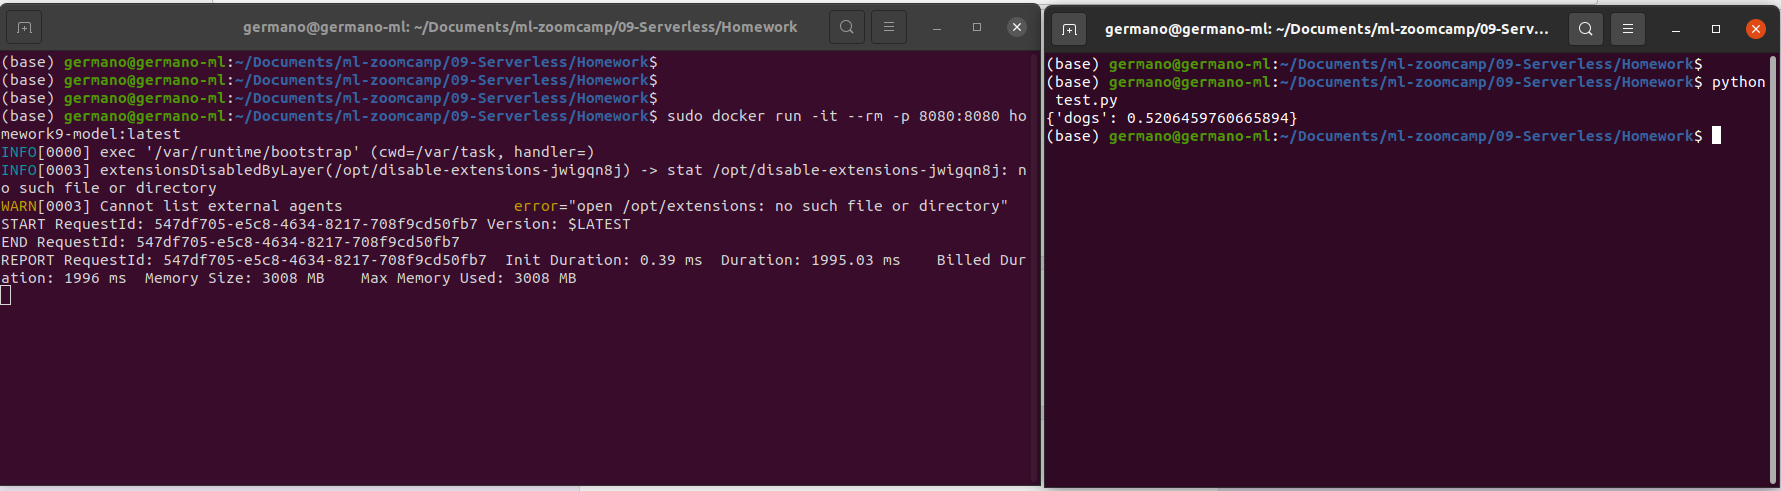 germano@germano-ml: ~/Documents/ml-zoomcamp/09-Serverless/Homework
(base) germano@germano-ml:~/Documents/ml-zoomcamp/09-Serverless/Homework$
(base) germano@germano-ml:~/Documents/ml-zoomcamp/09-Serverless/Homework$
(base) germano@germano-ml:~/Documents/ml-zoomcamp/09-Serverless/Homework$
(base) germano@germano-ml:~/Documents/ml-zoomcamp/09-Serverless/Homework$ sudo docker run -it --rm -p 8080:8080 ho
mework9-model:latest
INFO[0000] exec '/var/runtime/bootstrap' (cwd=/var/task, handler=)
INFO[0003] extensionsDisabledByLayer(/opt/disable-extensions-jwigqn8j) -> stat /opt/disable-extensions-jwigqn8j: n
o such file or directory
WARN[0003] Cannot list external agents                   error="open /opt/extensions: no such file or directory"
START RequestId: 547df705-e5c8-4634-8217-708f9cd50fb7 Version: $LATEST
END RequestId: 547df705-e5c8-4634-8217-708f9cd50fb7
REPORT RequestId: 547df705-e5c8-4634-8217-708f9cd50fb7  Init Duration: 0.39 ms  Duration: 1995.03 ms    Billed Dur
ation: 1996 ms  Memory Size: 3008 MB    Max Memory Used: 3008 MB
germano@germano-ml: ~/Documents/ml-zoomcamp/09-Serv...
(base) germano@germano-ml:~/Documents/ml-zoomcamp/09-Serverless/Homework$
(base) germano@germano-ml:~/Documents/ml-zoomcamp/09-Serverless/Homework$ python
 test.py
{'dogs': 0.5206459760665894}
(base) germano@germano-ml:~/Documents/ml-zoomcamp/09-Serverless/Homework$